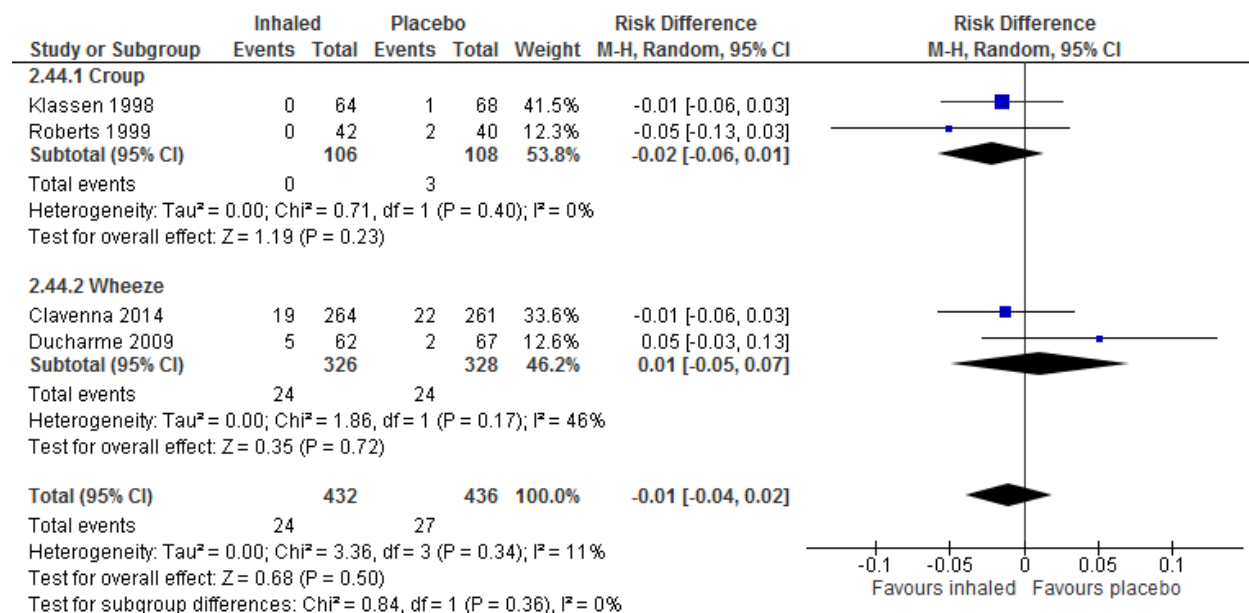 Inhaled Placebo Risk Difference Risk Difference
Study or Subgroup Events Total Events Total Weight M-H, Random, 95% CI M-H, Random, 95% CI
2.44.1 Croup
Klassen 1998 0 64 1 68 41.5% -0.01 [-0.06, 0.03]
Roberts 1999 0 42 2 40 12.3% -0.05 [-0.13, 0.03]
Subtotal (95% CI) 106 108 53.8% -0.02 [-0.06, 0.01]
Total events 0 3
Heterogeneity: Tau² = 0.00; Chi² = 0.71, df = 1 (P = 0.40); I² = 0%
Test for overall effect: Z = 1.19 (P = 0.23)
2.44.2 Wheeze
Clavenna 2014 19 264 22 261 33.6% -0.01 [-0.06, 0.03]
Ducharme 2009 5 62 2 67 12.6% 0.05 [-0.03, 0.13]
Subtotal (95% CI) 326 328 46.2% 0.01 [-0.05, 0.07]
Total events 24 24
Heterogeneity: Tau² = 0.00; Chi² = 1.86, df = 1 (P = 0.17); I² = 46%
Test for overall effect: Z = 0.35 (P = 0.72)
Total (95% CI) 432 436 100.0% -0.01 [-0.04, 0.02]
Total events 24 27
Heterogeneity: Tau² = 0.00; Chi² = 3.36, df = 3 (P = 0.34); I² = 11%
Test for overall effect: Z = 0.68 (P = 0.50)
Test for subgroup differences: Chi² = 0.84, df = 1 (P = 0.36), I² = 0%
-0.1 -0.05 0 0.05 0.1
Favours inhaled Favours placebo